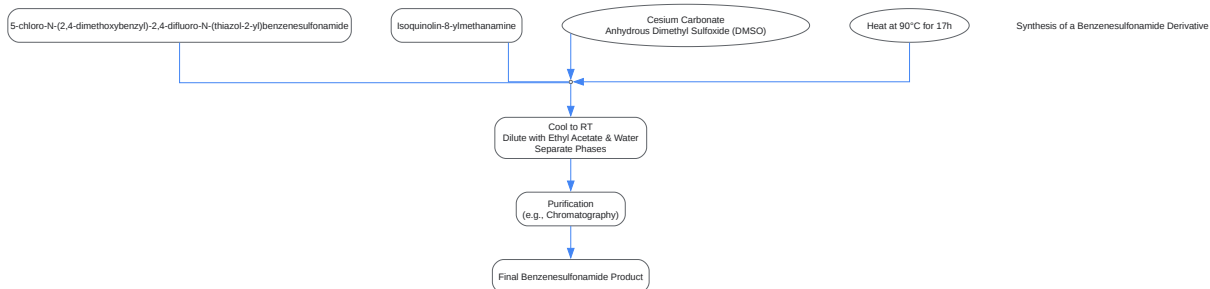 5-chloro-N-(2,4-dimethoxybenzyl)-2,4-difluoro-N-(thiazol-2-yl)benzenesulfonamide
Isoquinolin-8-ylmethanamine
Cesium Carbonate
Anhydrous Dimethyl Sulfoxide (DMSO)
Heat at 90°C for 17h
Synthesis of a Benzenesulfonamide Derivative
Cool to RT
Dilute with Ethyl Acetate & Water
Separate Phases
Purification
(e.g., Chromatography)
Final Benzenesulfonamide Product